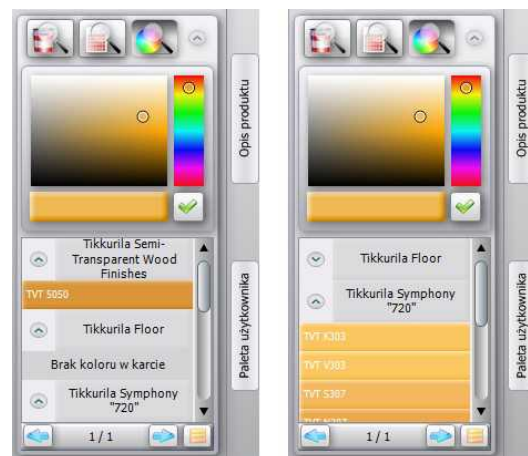 Opis produktu
Paleta użytkownika
Tikkurila Semi-
Transparent Wood
Finishes
TVT 5050
Tikkurila Floor
Brak koloru w karcie
Tikkurila Symphony
"720"
1 / 1
Opis produktu
Paleta użytkownika
Tikkurila Floor
Tikkurila Symphony
"720"
TVT X303
TVT V303
TVT S307
TVT N307
1 / 1